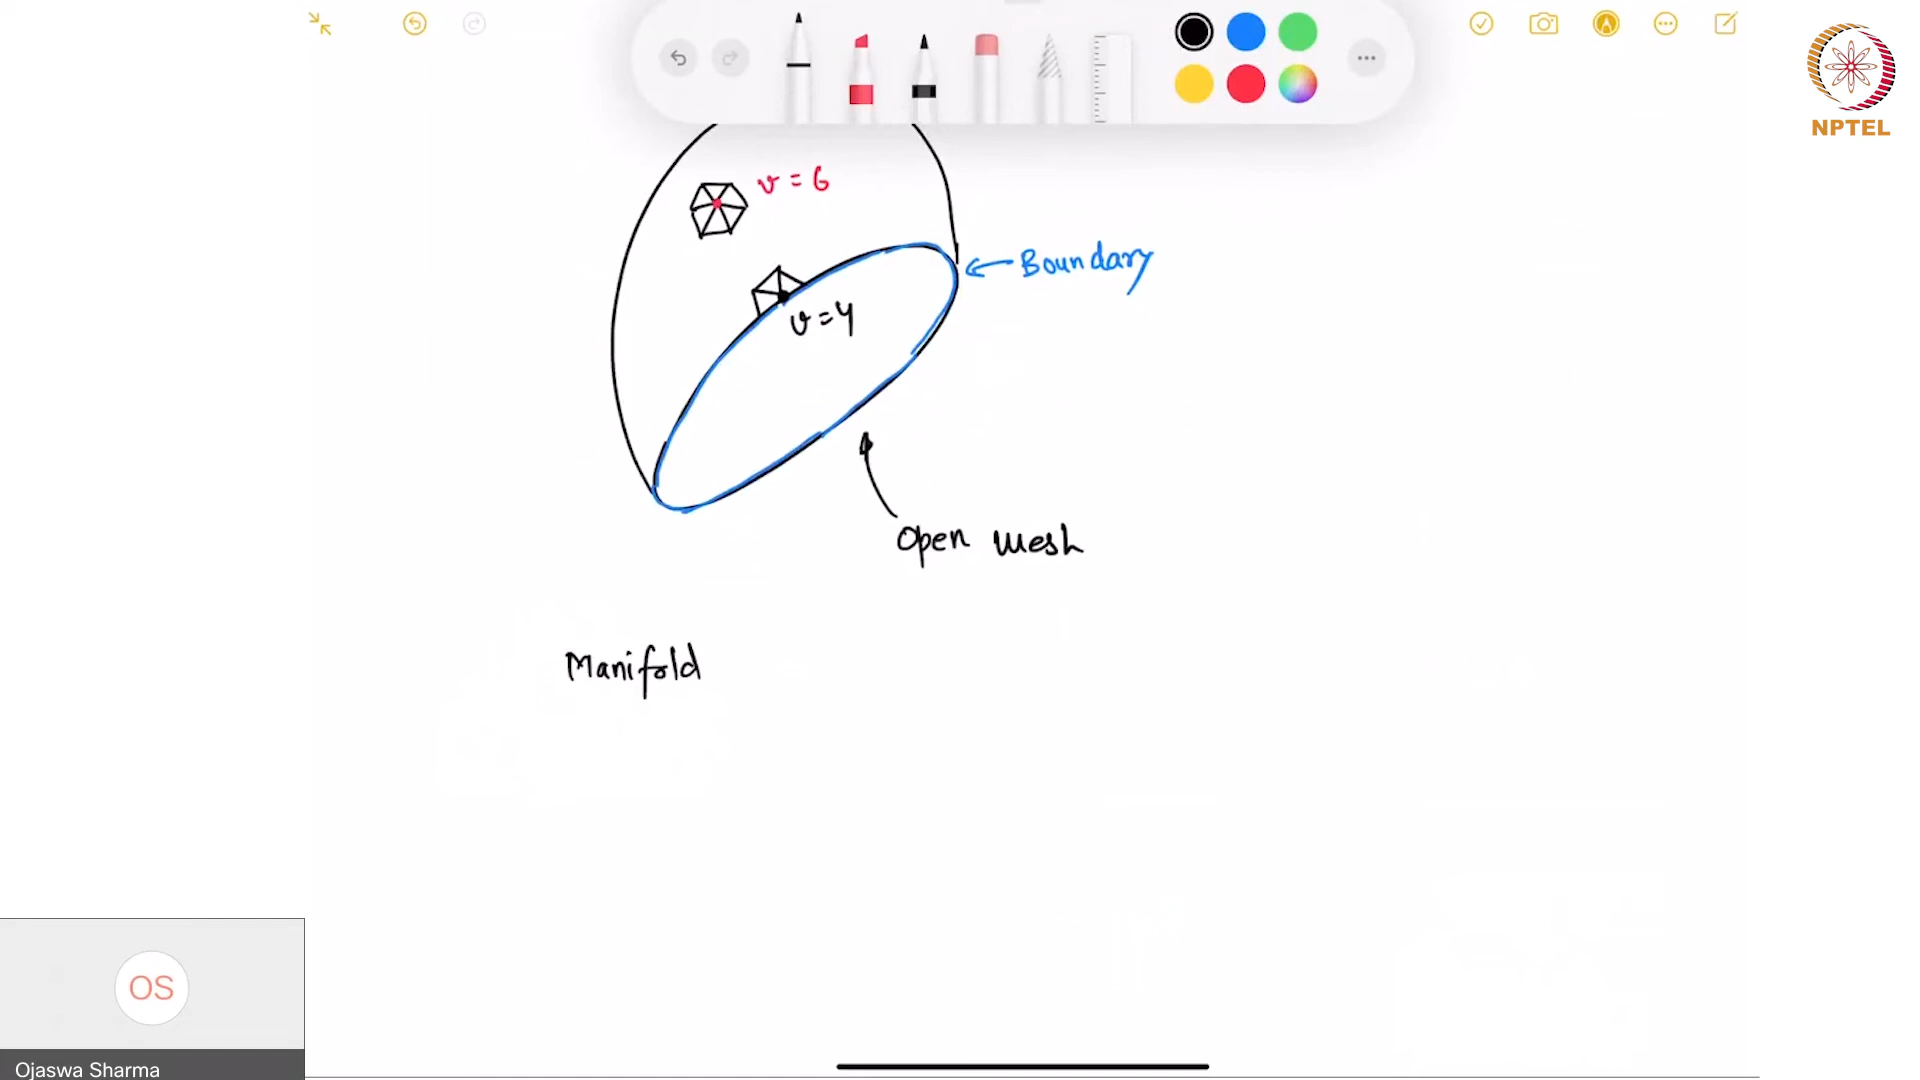 NPTEL
v = 6
Boundary
v = 4
Open mesh
Manifold
OS
Ojaswa Sharma